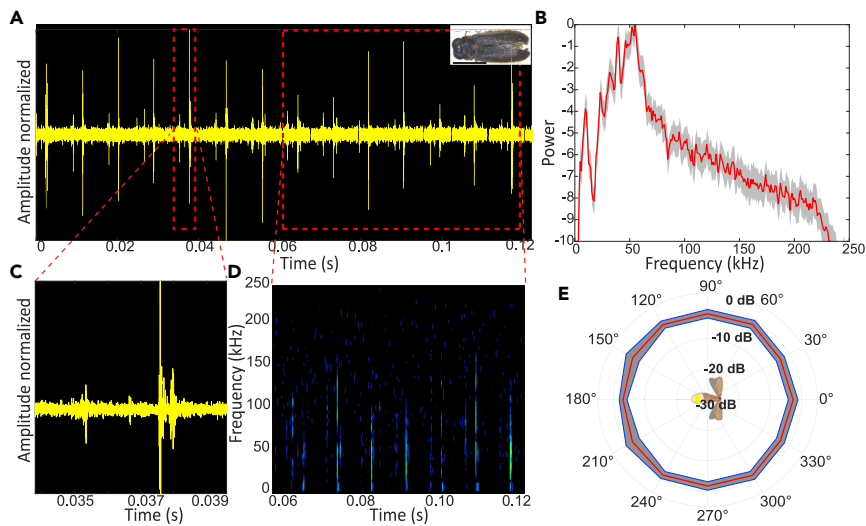 A
Amplitude normalized
0 0.02 0.04 0.06 0.08 0.1 0.12
Time (s)
B
Power
0
-1
-2
-3
-4
-5
-6
-7
-8
-9
-10
0 50 100 150 200 250
Frequency (kHz)
C
Amplitude normalized
0.035 0.037 0.039
Time (s)
D
Frequency (kHz)
250
200
150
100
50
0
0.06 0.08 0.10 0.12
Time (s)
E
90°
120° 0 dB 60°
150° -10 dB 30°
-20 dB
180° -30 dB 0°
210° 330°
240° 300°
270°